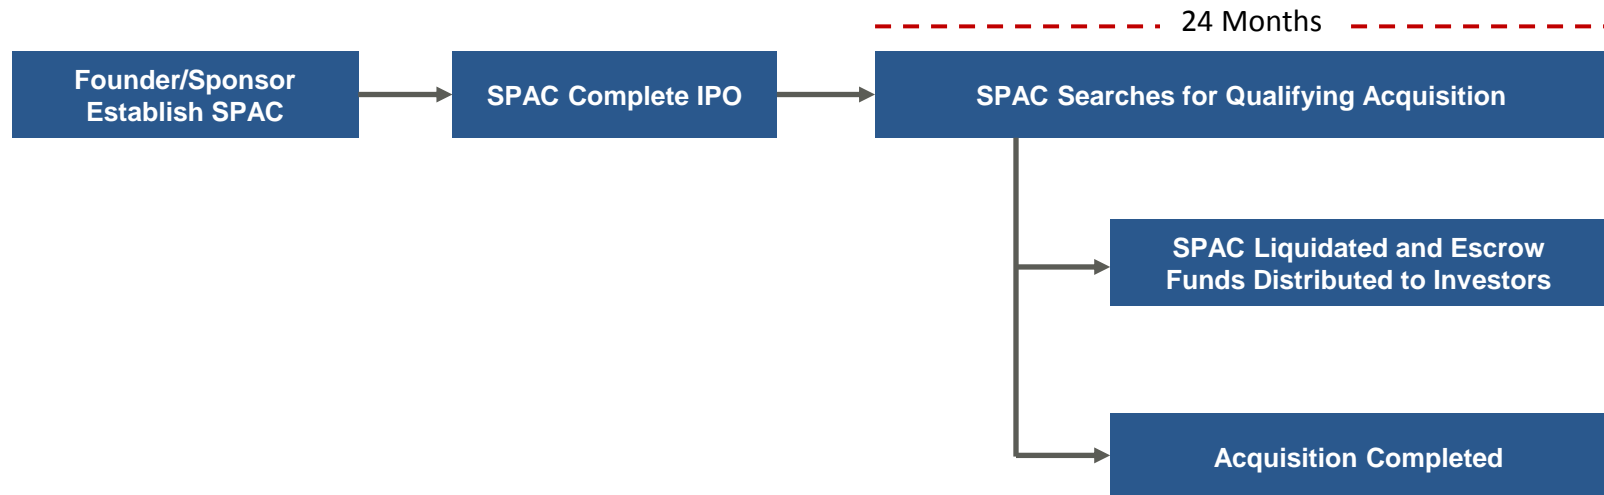 24 Months
Founder/Sponsor
Establish SPAC
SPAC Complete IPO
SPAC Searches for Qualifying Acquisition
SPAC Liquidated and Escrow
Funds Distributed to Investors
Acquisition Completed